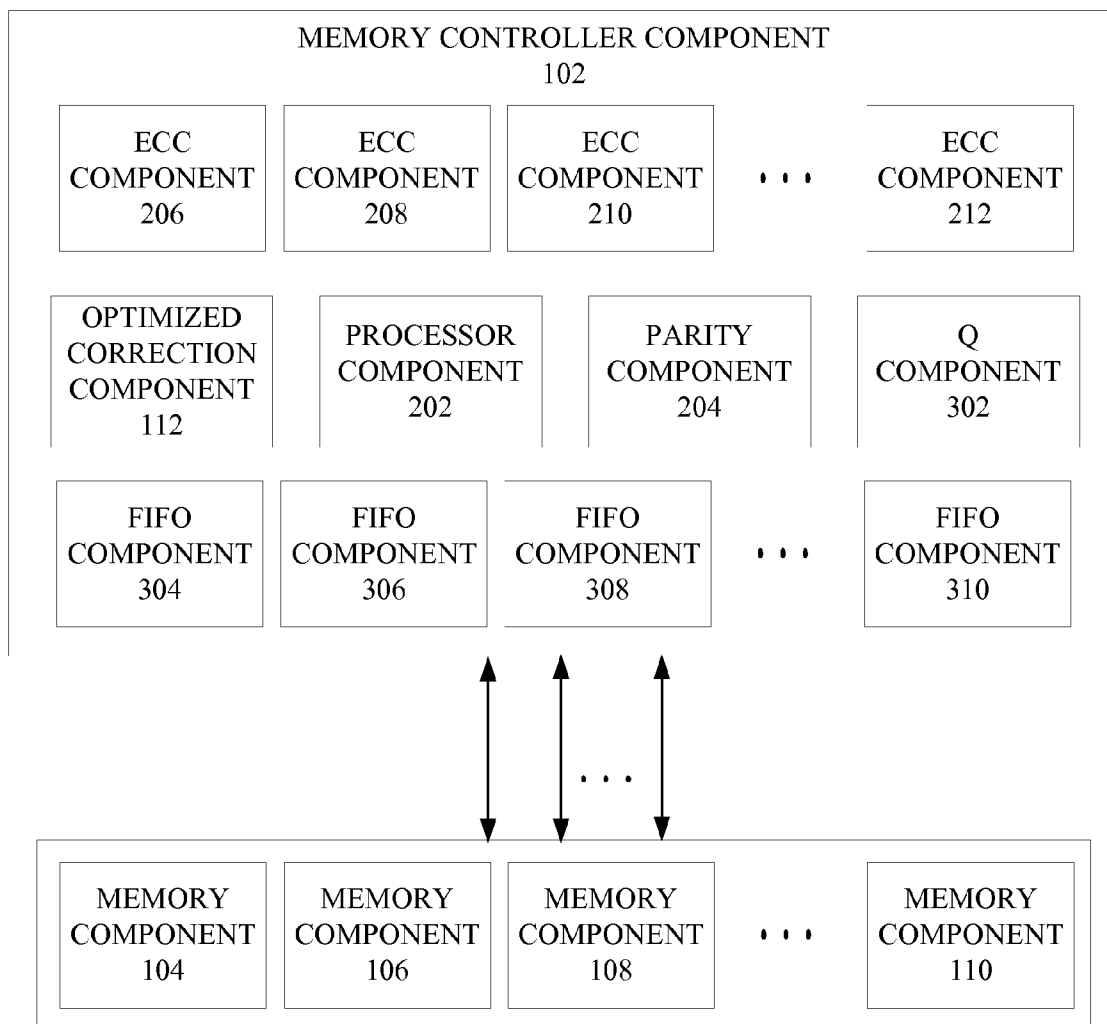 MEMORY CONTROLLER COMPONENT
102
ECC COMPONENT 206
ECC COMPONENT 208
ECC COMPONENT 210
• • •
ECC COMPONENT 212
OPTIMIZED CORRECTION COMPONENT 112
PROCESSOR COMPONENT 202
PARITY COMPONENT 204
Q COMPONENT 302
FIFO COMPONENT 304
FIFO COMPONENT 306
FIFO COMPONENT 308
• • •
FIFO COMPONENT 310
• • •
MEMORY COMPONENT 104
MEMORY COMPONENT 106
MEMORY COMPONENT 108
• • •
MEMORY COMPONENT 110